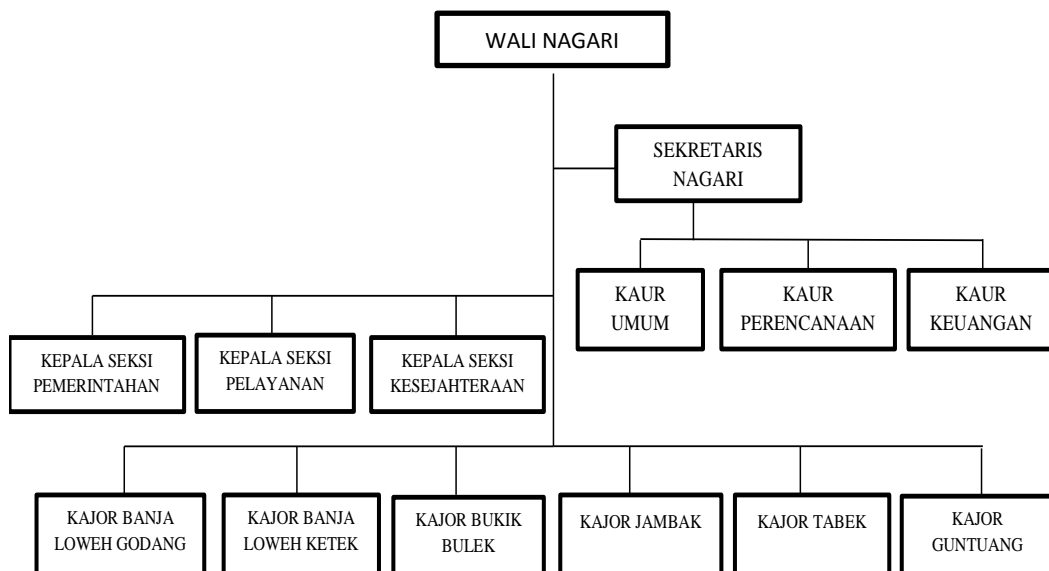 WALI NAGARI
SEKRETARIS
NAGARI
KAUR
UMUM
KAUR
PERENCANAAN
KAUR
KEUANGAN
KEPALA SEKSI
PEMERINTAHAN
KEPALA SEKSI
PELAYANAN
KEPALA SEKSI
KESEJAHTERAAN
KAJOR BANJA
LOWEH GODANG
KAJOR BANJA
LOWEH KETEK
KAJOR BUKIK
BULEK
KAJOR JAMBAK
KAJOR TABEK
KAJOR
GUNTUANG